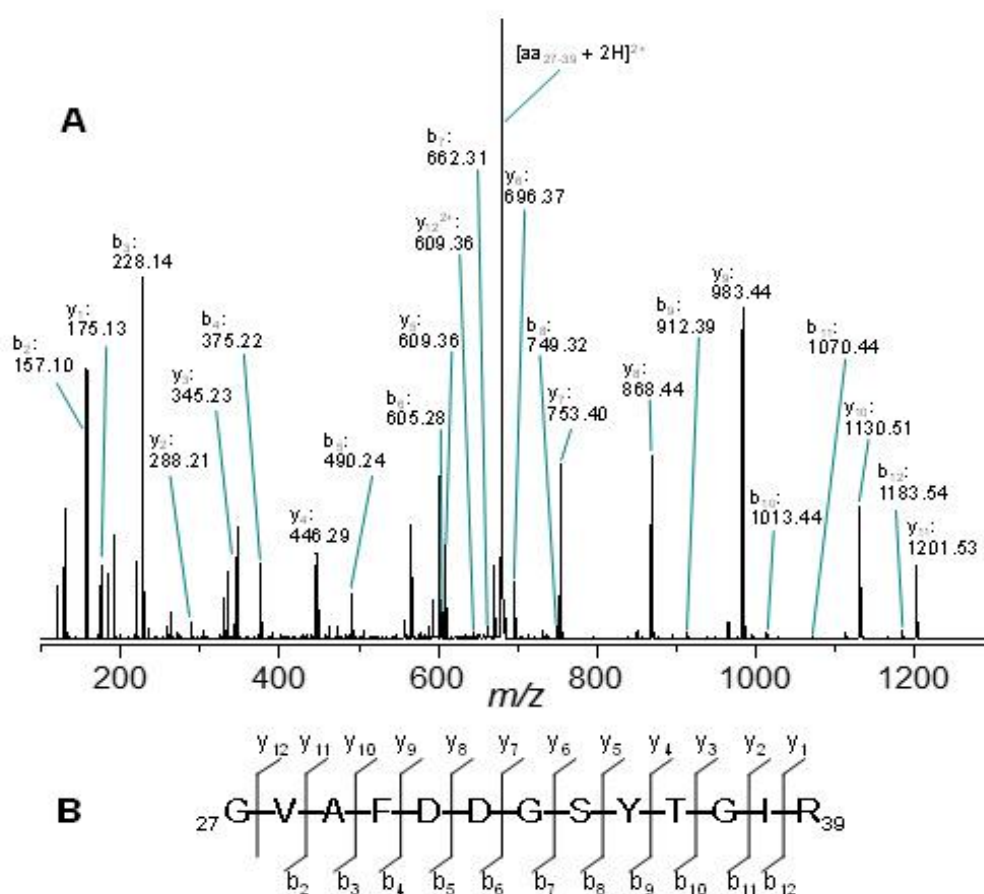 A
[aa27-39 + 2H]2+
b7:
662.31
y6:
696.37
y12 2+:
609.36
b3:
228.14
y1:
175.13
b2:
157.10
b4:
375.22
y3:
345.23
y2:
288.21
b5:
490.24
y4:
446.29
b6:
605.28
y5:
609.36
b8:
749.32
y7:
753.40
y8:
868.44
b9:
912.39
y9:
983.44
b11:
1070.44
y10:
1130.51
b10:
1013.44
b12:
1183.54
y11:
1201.53
200 400 600 800 1000 1200
m/z
B
y12 y11 y10 y9 y8 y7 y6 y5 y4 y3 y2 y1
27 G V A F D D G S Y T G I R 39
b2 b3 b4 b5 b6 b7 b8 b9 b10 b11 b12